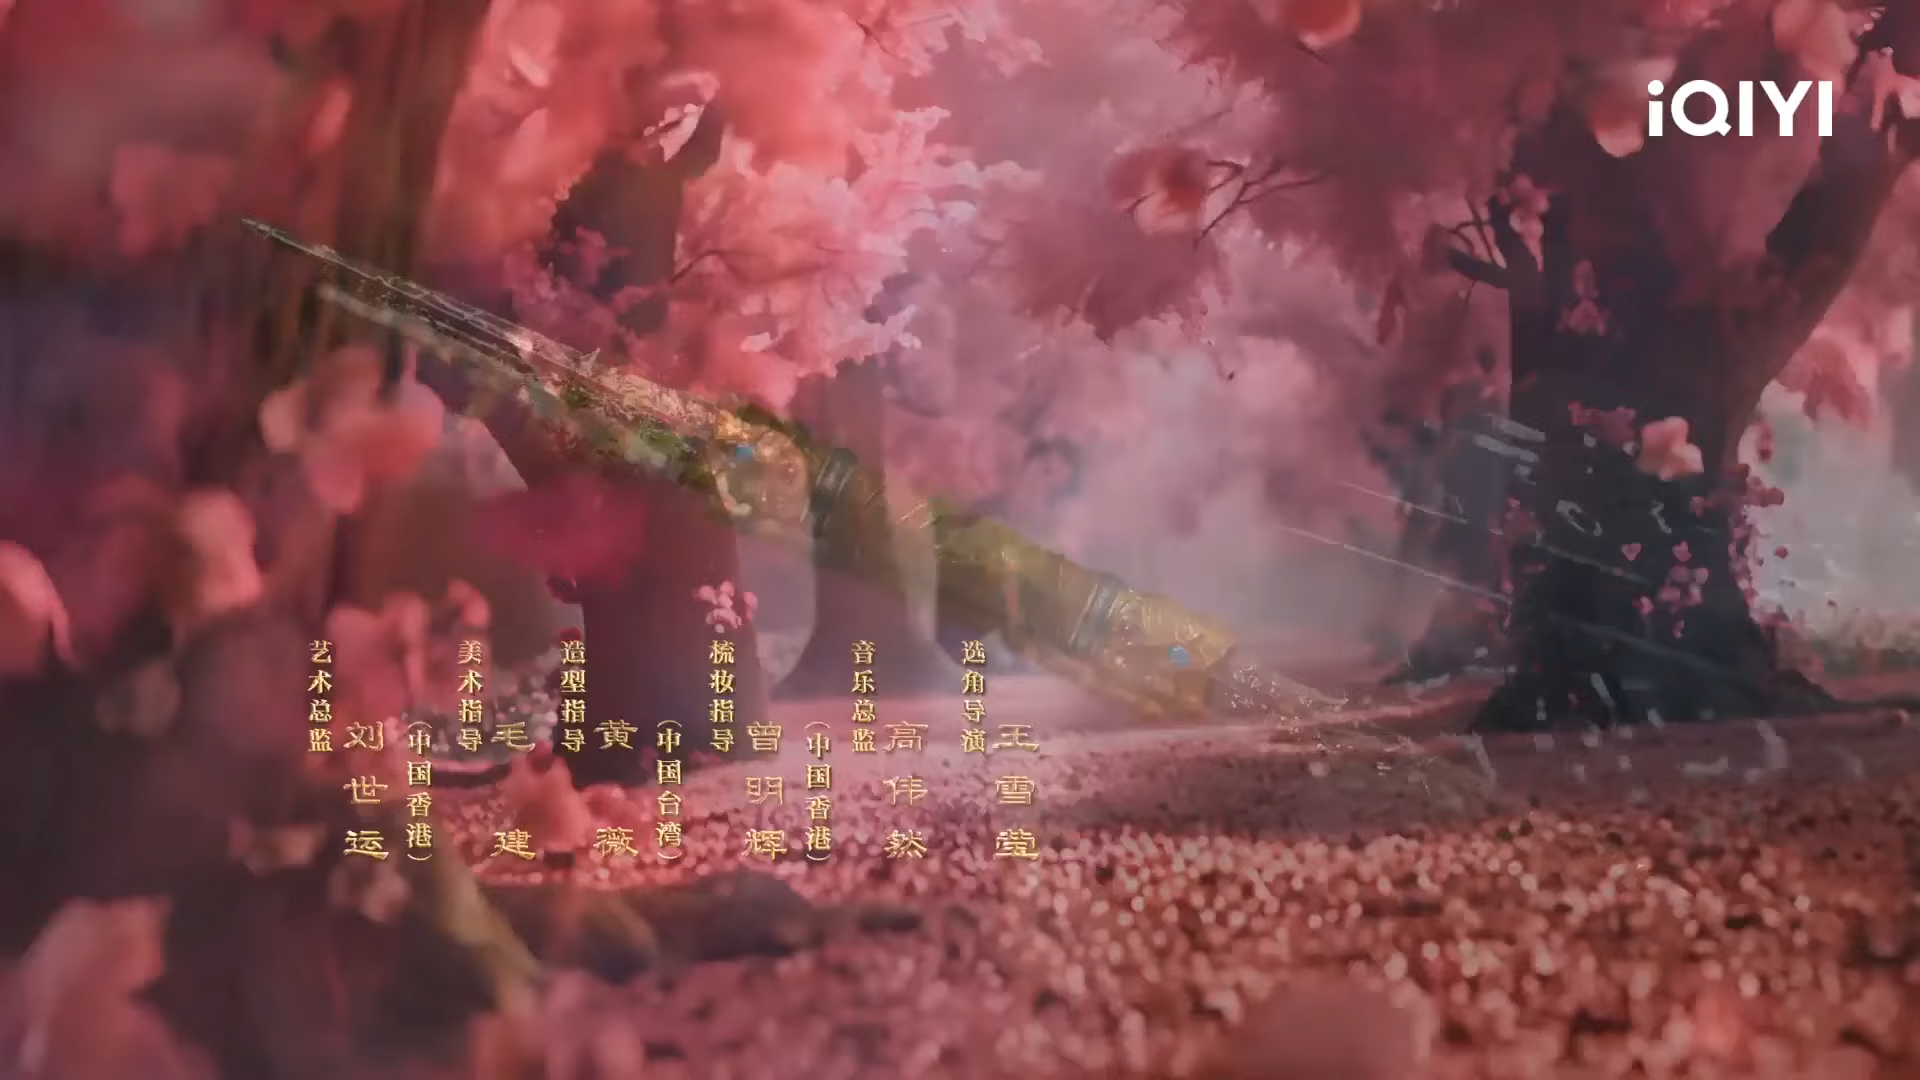 iQIYI
艺术总监
刘世运
（中国香港）
美术指导
毛建
造型指导
黄薇
（中国台湾）
梳妆指导
曾明辉
（中国香港）
音乐总监
高伟然
选角导演
王雪莹